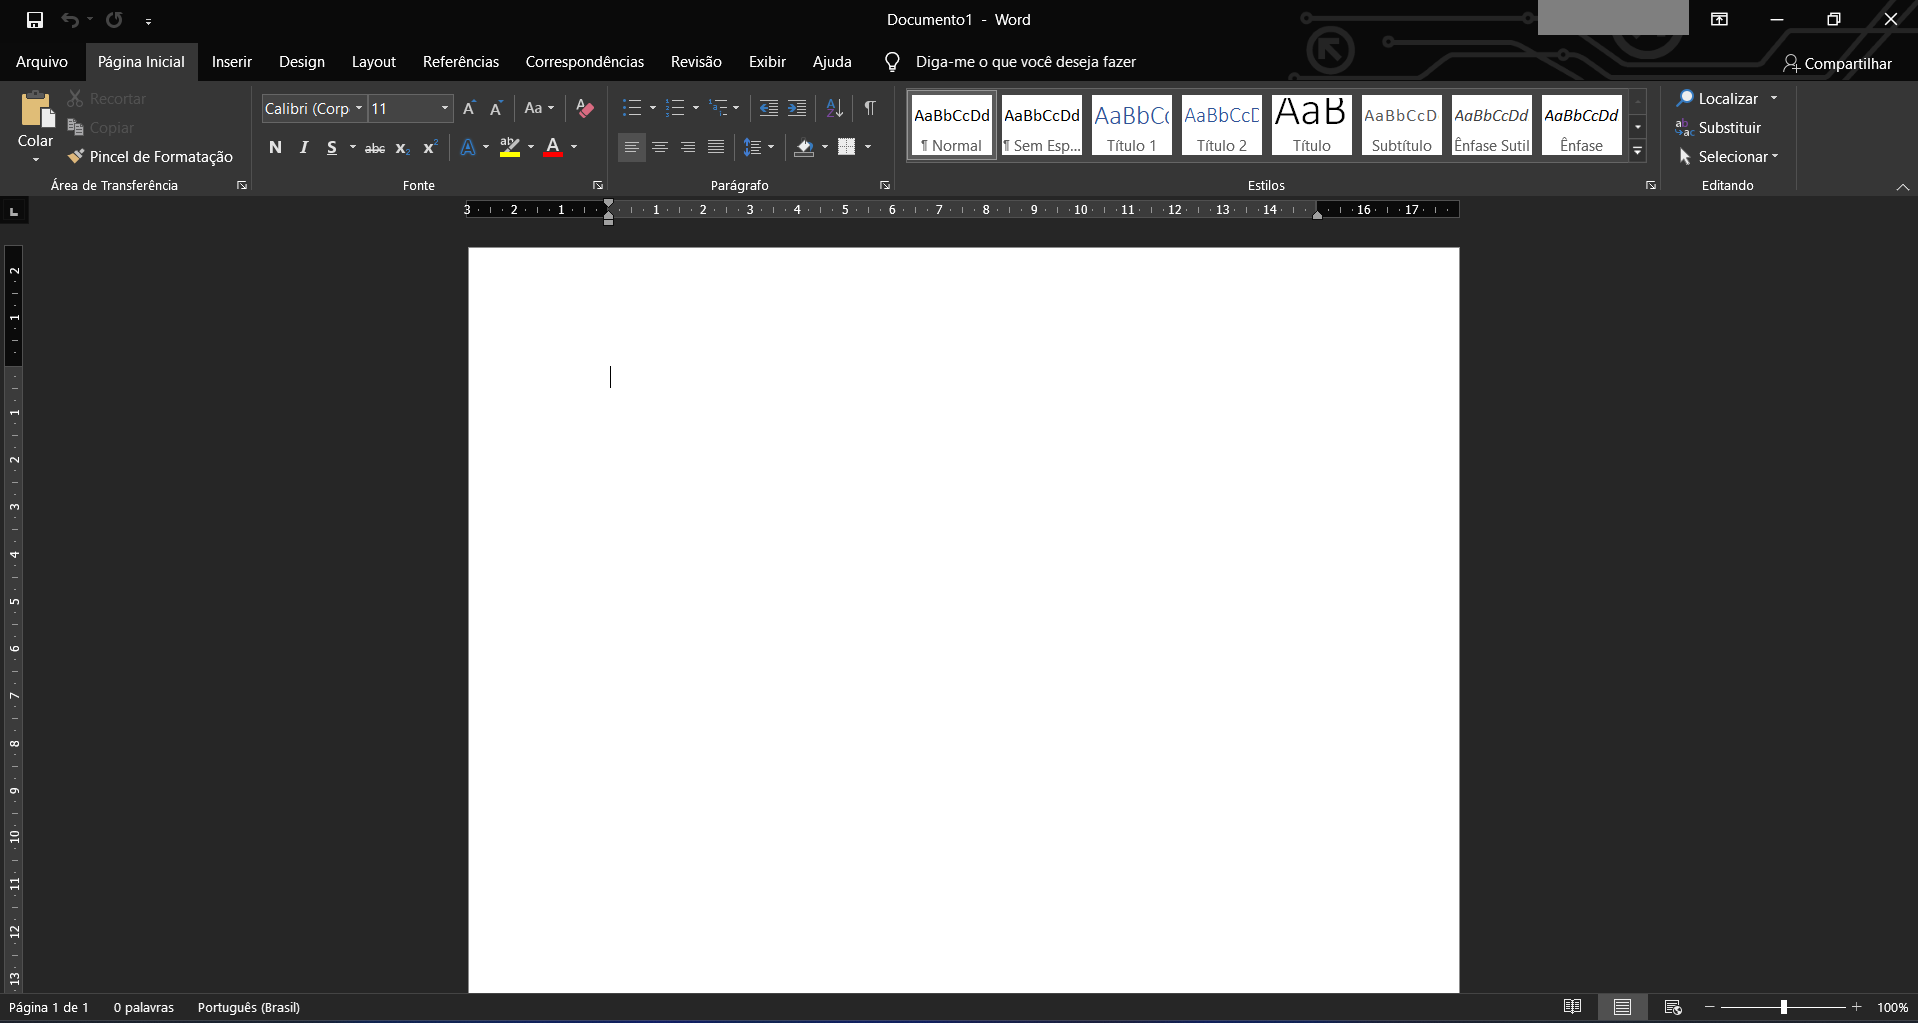 Documento1 - Word
Arquivo Página Inicial Inserir Design Layout Referências Correspondências Revisão Exibir Ajuda Diga-me o que você deseja fazer Compartilhar
Colar
Recortar
Copiar
Pincel de Formatação
Área de Transferência
Calibri (Corp 11 A A Aa A
N I S abc x₂ x² A ab A
Fonte
Parágrafo
AaBbCcDd AaBbCcDd AaBbC AaBbCcD AaB AaBbCcD AaBbCcDd AaBbCcDd
¶ Normal ¶ Sem Esp... Título 1 Título 2 Título Subtítulo Ênfase Sutil Ênfase
Estilos
Localizar
Substituir
Selecionar
Editando
3 2 1 1 2 3 4 5 6 7 8 9 10 11 12 13 14 16 17
2
1
1
2
3
4
5
6
7
8
9
10
11
12
13
Página 1 de 1 0 palavras Português (Brasil) 100%